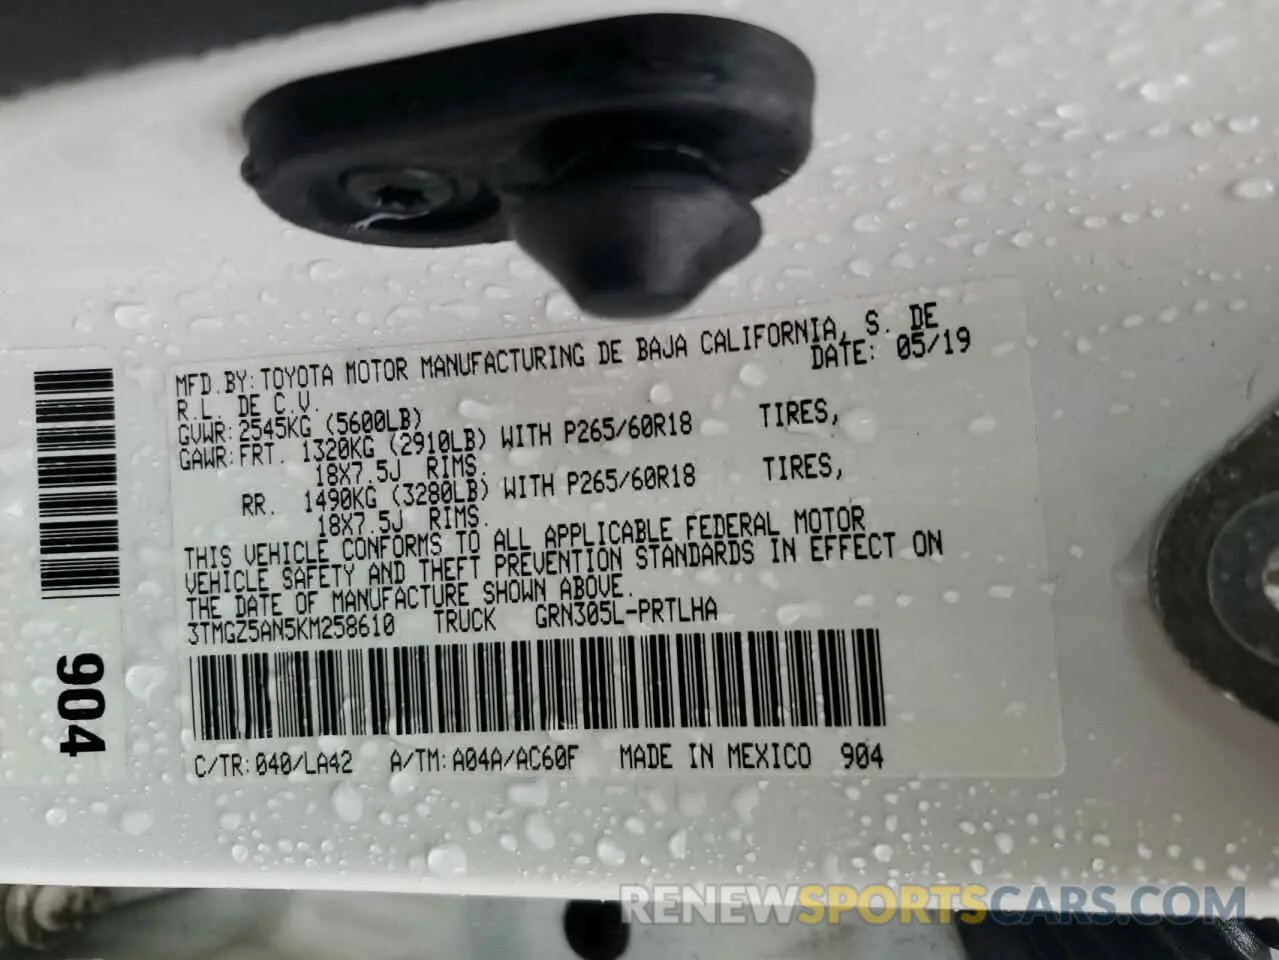 MFD.BY:TOYOTA MOTOR MANUFACTURING DE BAJA CALIFORNIA, S. DE
R.L. DE C.V. DATE: 05/19
GVWR:2545KG (5600LB)
GAWR:FRT. 1320KG (2910LB) WITH P265/60R18 TIRES,
18X7.5J RIMS.
RR. 1490KG (3280LB) WITH P265/60R18 TIRES,
18X7.5J RIMS.
THIS VEHICLE CONFORMS TO ALL APPLICABLE FEDERAL MOTOR
VEHICLE SAFETY AND THEFT PREVENTION STANDARDS IN EFFECT ON
THE DATE OF MANUFACTURE SHOWN ABOVE.
3TMGZ5AN5KM258610 TRUCK GRN305L-PRTLHA
C/TR:040/LA42 A/TM:A04A/AC60F MADE IN MEXICO 904
904
RENEWSPORTSCARS.COM